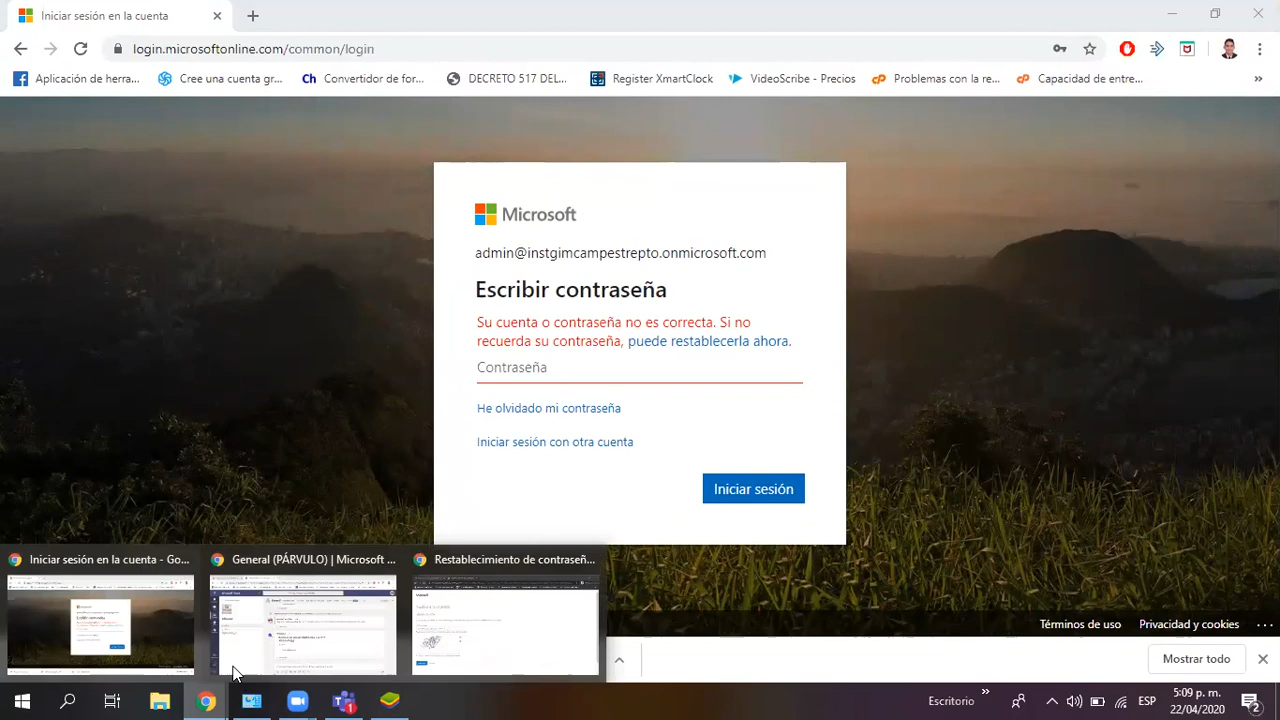 Iniciar sesión en la cuenta
login.microsoftonline.com/common/login
Aplicación de herra...
Cree una cuenta gr...
Ch Convertidor de for...
DECRETO 517 DEL...
Register XmartClock
VideoScribe - Precios
Problemas con la re...
Capacidad de entre...
Microsoft
admin@instgimcampestrepto.onmicrosoft.com
Escribir contraseña
Su cuenta o contraseña no es correcta. Si no
recuerda su contraseña, puede restablecerla ahora.
Contraseña
He olvidado mi contraseña
Iniciar sesión con otra cuenta
Iniciar sesión
Iniciar sesión en la cuenta - Go...
General (PÁRVULO) | Microsoft ...
Restablecimiento de contraseñ...
Términos de uso
Privacidad y cookies
...
Mostrar todo
Escritorio
ESP
5:09 p. m.
22/04/2020
2
1